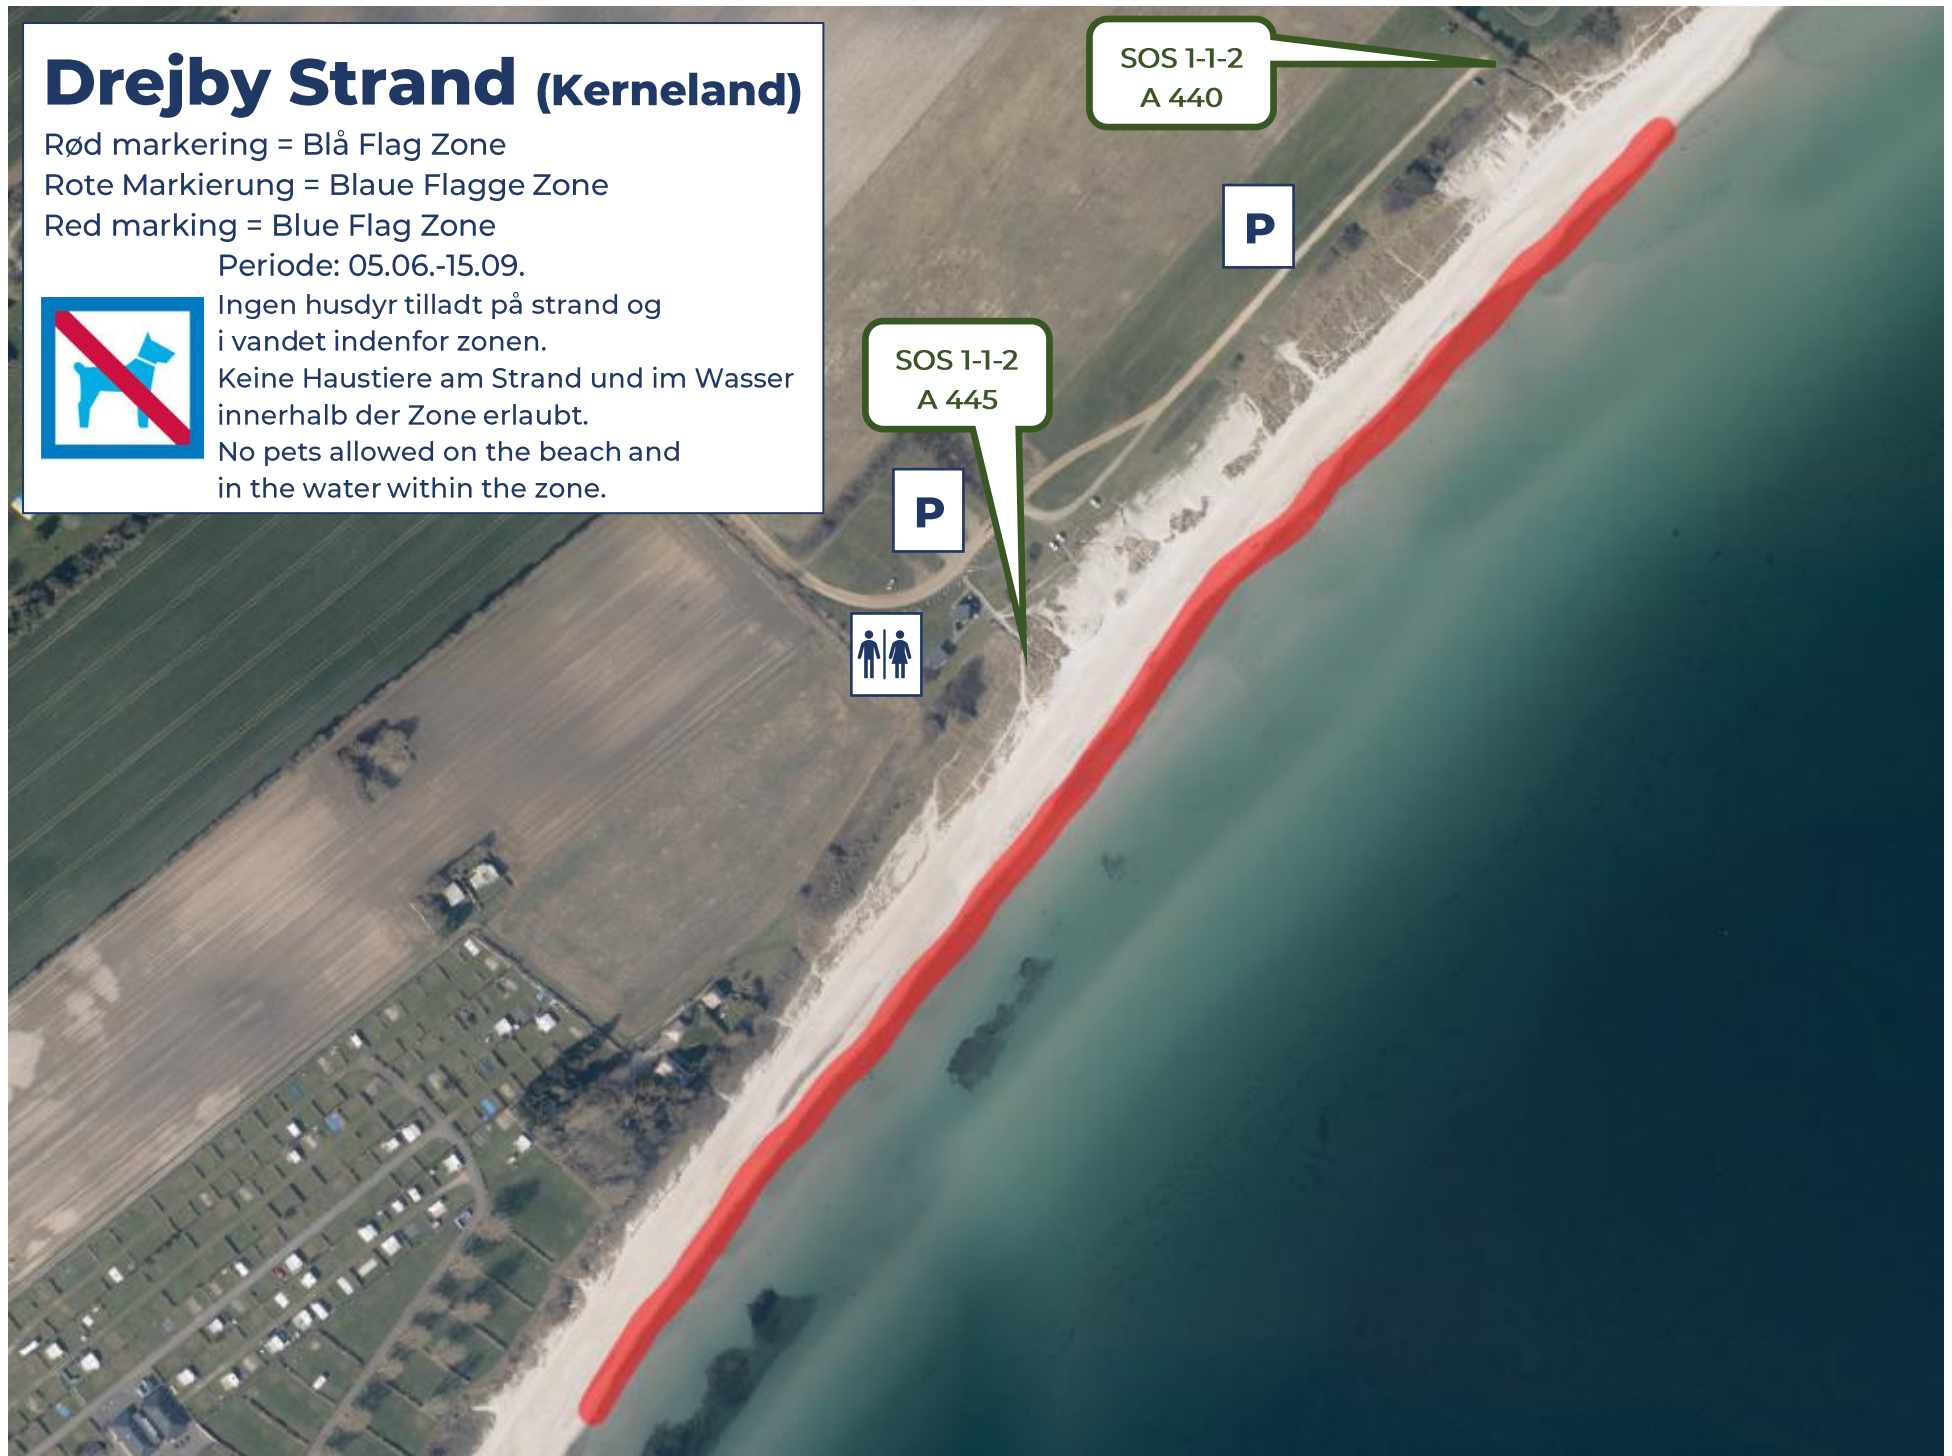 Drejby Strand (Kerneland)
Rød markering = Blå Flag Zone
Rote Markierung = Blaue Flagge Zone
Red marking = Blue Flag Zone
Periode: 05.06.-15.09.
Ingen husdyr tilladt på strand og
i vandet indenfor zonen.
Keine Haustiere am Strand und im Wasser
innerhalb der Zone erlaubt.
No pets allowed on the beach and
in the water within the zone.
SOS 1-1-2
A 440
P
SOS 1-1-2
A 445
P